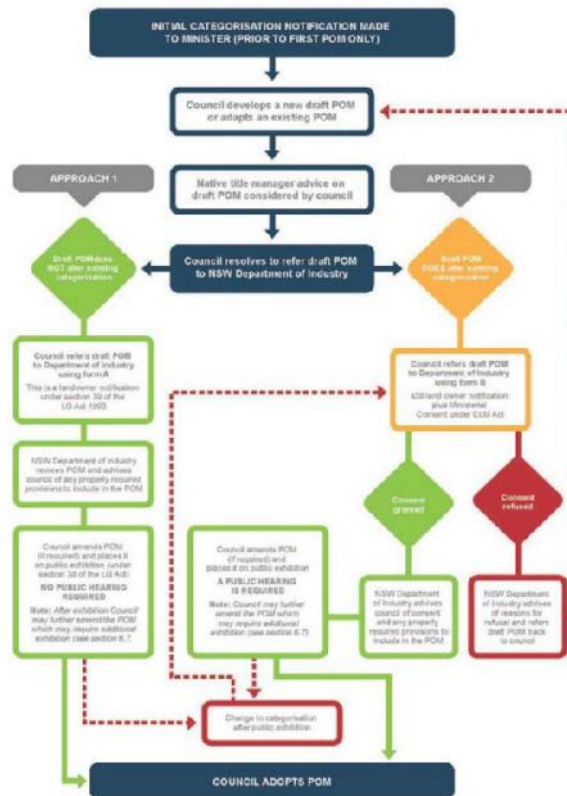 INITIAL CATEGORISATION NOTIFICATION MADE
TO MINISTER (PRIOR TO FIRST POM ONLY)
Council develops a new draft POM
or adapts an existing POM
APPROACH 1
Native title manager advice on
draft POM considered by council
APPROACH 2
Draft POM does
NOT alter existing
categorisation
Council resolves to refer draft POM
to NSW Department of Industry
Draft POM
DOES alter existing
categorisation
Council refers draft POM
to Department of Industry
using form A
This is a landowner notification
under section 39 of the
LG Act 1993
Council refers draft POM
to Department of Industry
using form B
s39 land owner notification
plus Ministerial
Consent under CLM Act
NSW Department of Industry
reviews POM and advises
council of any property required
provisions to include in the POM
Consent
granted
Consent
refused
Council amends POM
(if required) and places it
on public exhibition (under
section 38 of the LG Act)
NO PUBLIC HEARING
REQUIRED
Note: After exhibition Council
may further amend the POM
which may require additional
exhibition (see section 6.7)
Council amends POM
(if required) and
places it on public exhibition
A PUBLIC HEARING
IS REQUIRED
Note: Council may further
amend the POM which
may require additional
exhibition (see section 6.7)
NSW Department
of Industry advises
council of consent
and any property
required provisions to
include in the POM
NSW Department
of Industry advises
of reasons for
refusal and refers
draft POM back
to council
Change to categorisation
after public exhibition
COUNCIL ADOPTS POM